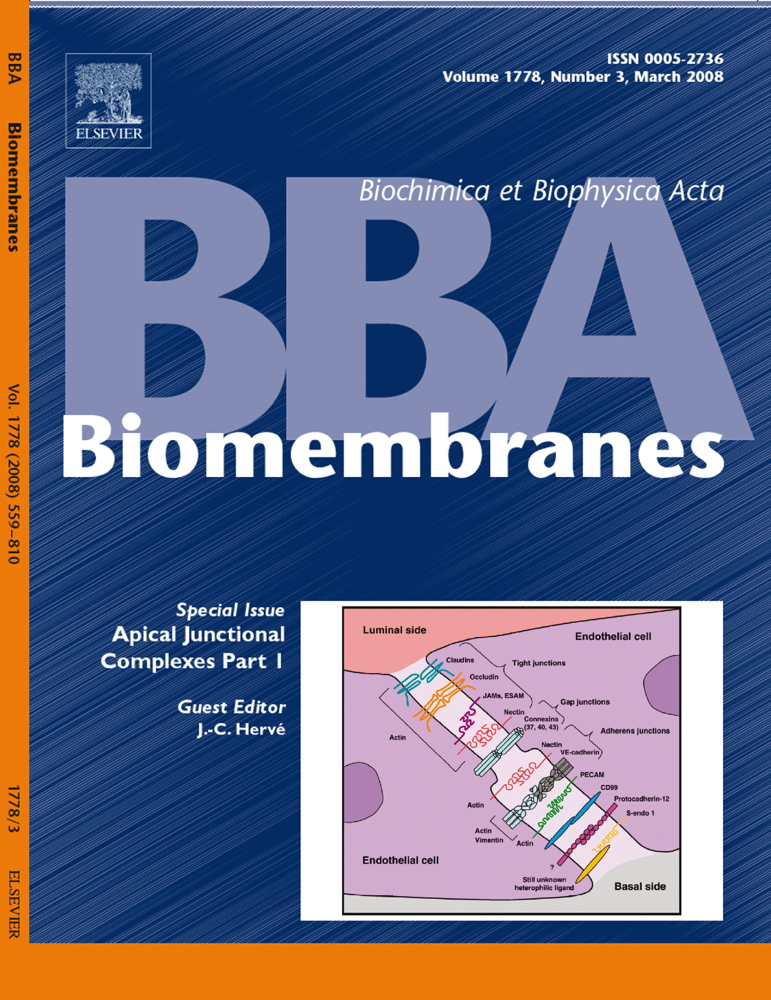 BBA Biomembranes Vol. 1778 (2008) 559–810 1778/3 ELSEVIER
ISSN 0005-2736
Volume 1778, Number 3, March 2008
ELSEVIER
BBA
Biochimica et Biophysica Acta
Biomembranes
Special Issue
Apical Junctional
Complexes Part 1
Guest Editor
J.-C. Hervé
Luminal side
Endothelial cell
Claudins
Tight junctions
Occludin
JAMs, ESAM
Gap junctions
Nectin
Connexins
(37, 40, 43)
Adherens junctions
Actin
Nectin
VE-cadherin
PECAM
CD99
Protocadherin-12
Actin
S-endo 1
Actin
Vimentin
Actin
Endothelial cell
?
Still unknown
heterophilic ligand
Basal side